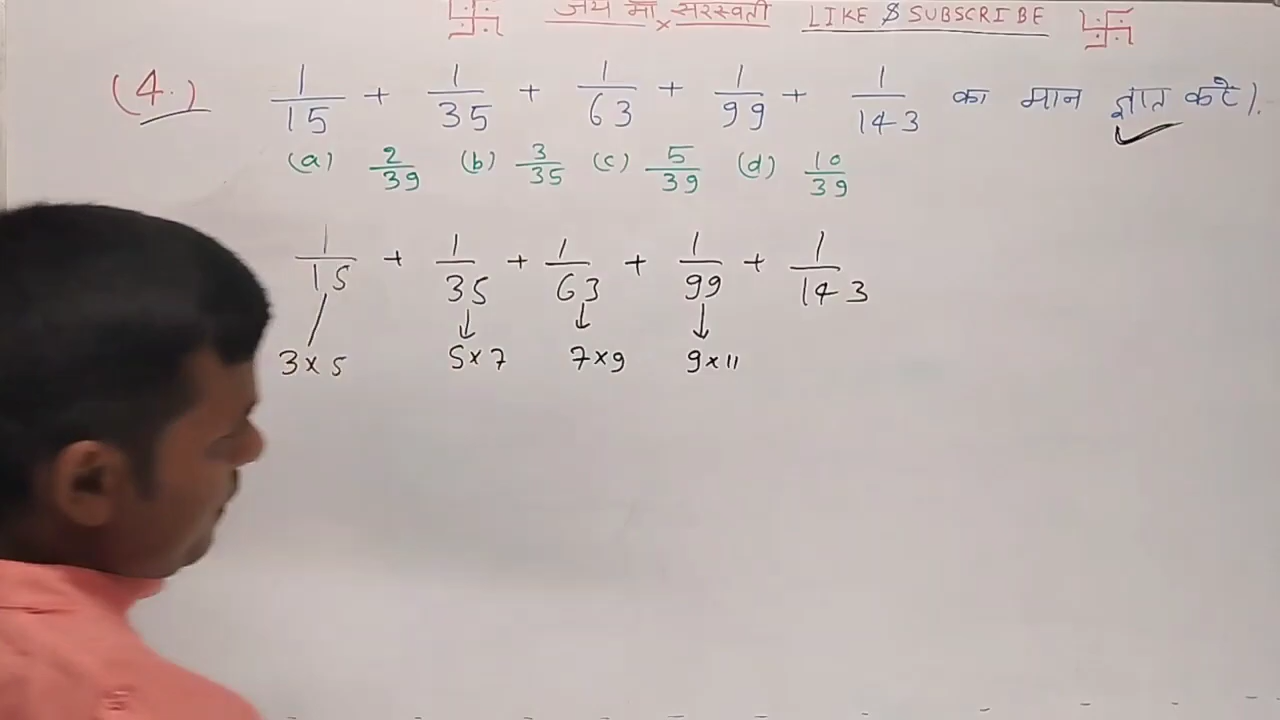 जय माँ सरस्वती LIKE $ SUBSCRIBE
(4.) 1/15 + 1/35 + 1/63 + 1/99 + 1/143 का मान ज्ञात करें।.
(a) 2/39 (b) 3/35 (c) 5/39 (d) 10/39
1/15 + 1/35 + 1/63 + 1/99 + 1/143
3×5 5×7 7×9 9×11